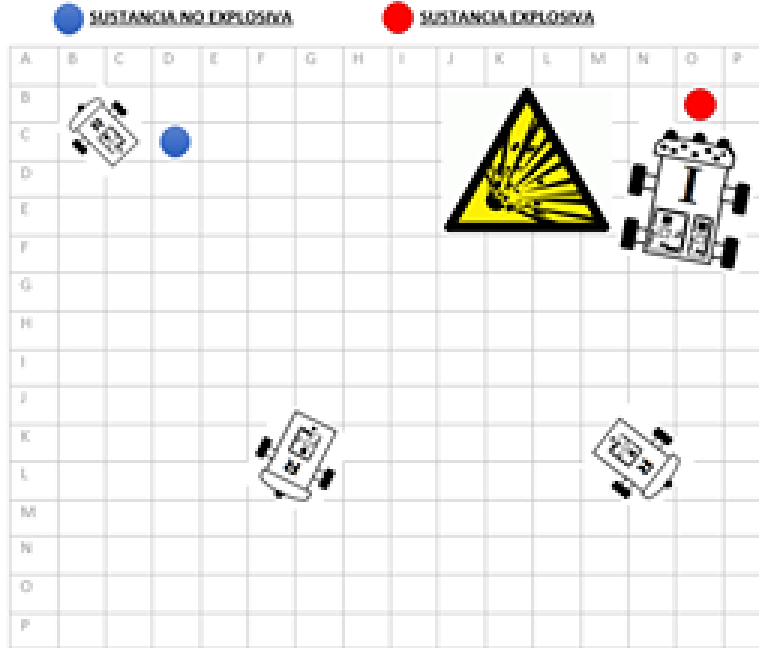 SUSTANCIA NO EXPLOSIVA SUSTANCIA EXPLOSIVA
A B C D E F G H I J K L M N O P
B
C
D
E
F
G
H
I
J
K
L
M
N
O
P
I